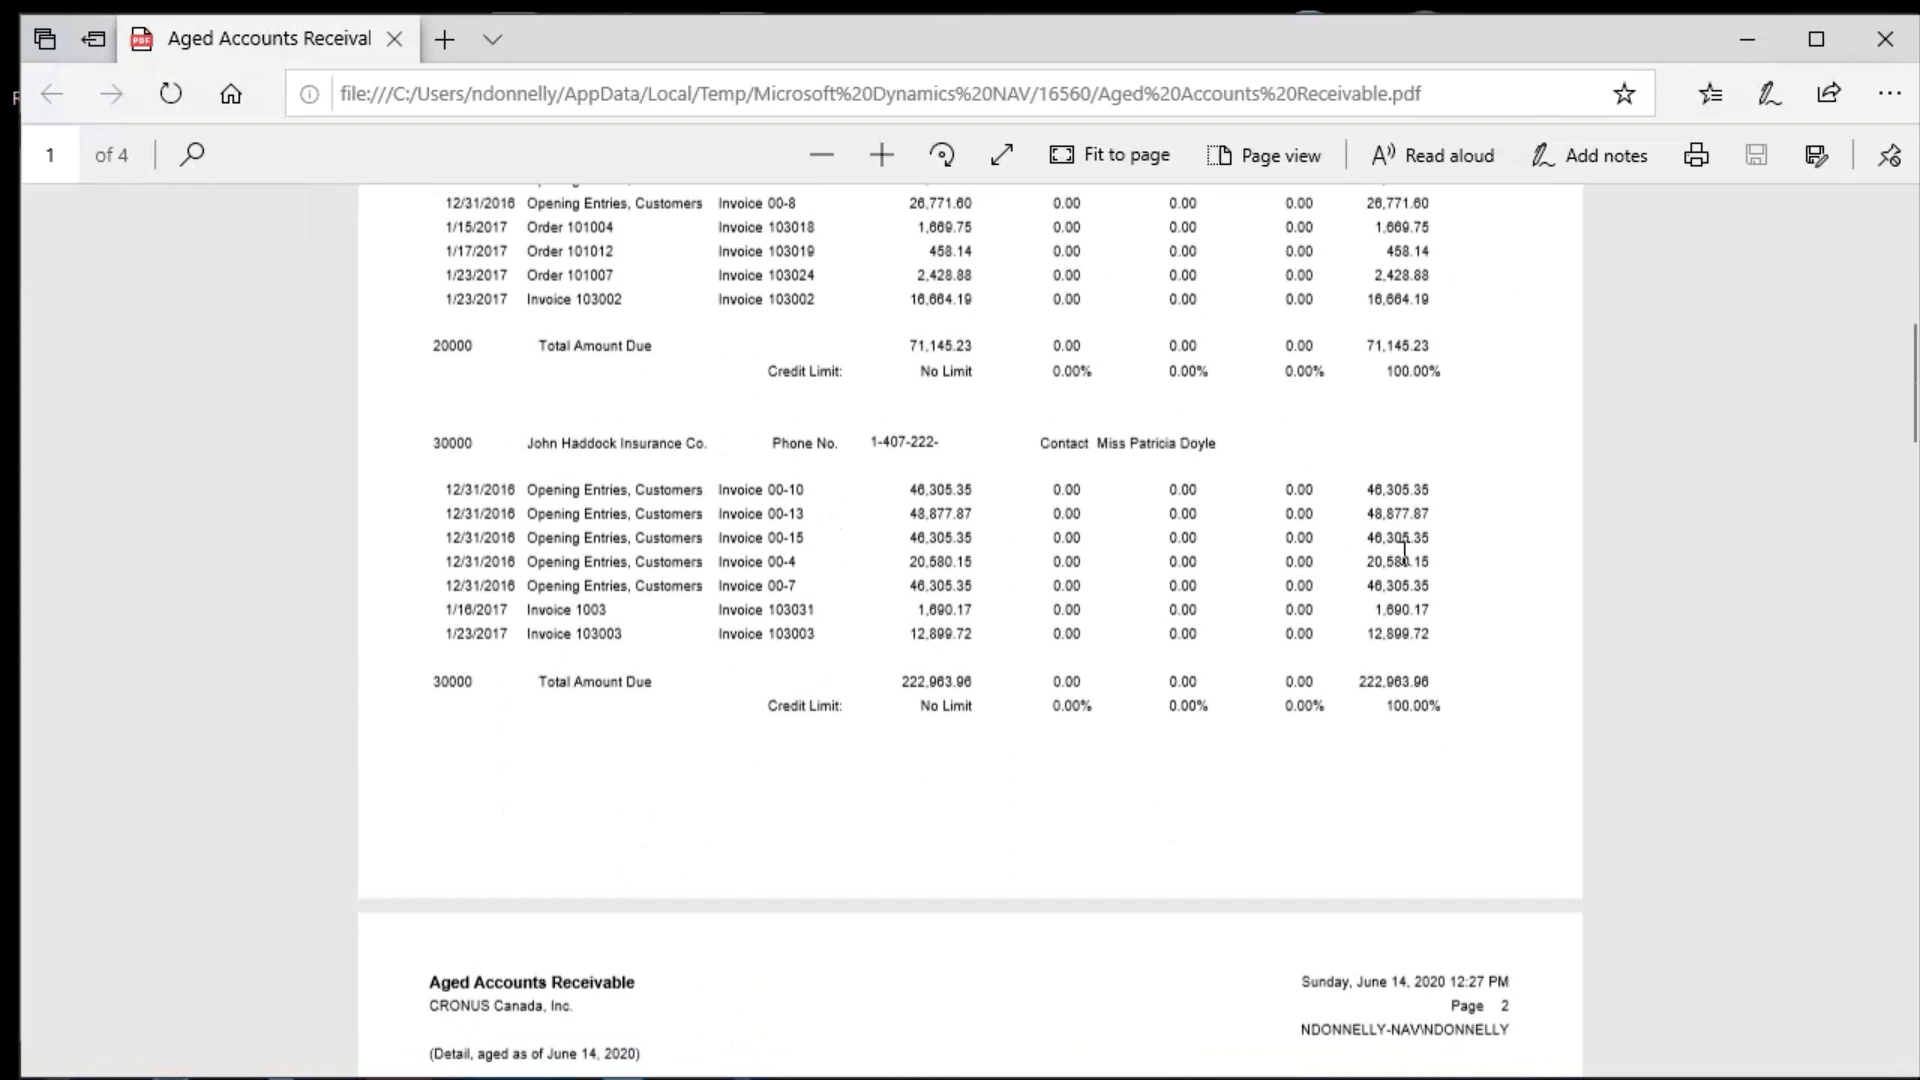 Aged Accounts Receival
file:///C:/Users/ndonnelly/AppData/Local/Temp/Microsoft%20Dynamics%20NAV/16560/Aged%20Accounts%20Receivable.pdf
1 of 4 Fit to page Page view Read aloud Add notes
12/31/2016 Opening Entries, Customers Invoice 00-8 26,771.60 0.00 0.00 0.00 26,771.60
1/15/2017 Order 101004 Invoice 103018 1,669.75 0.00 0.00 0.00 1,669.75
1/17/2017 Order 101012 Invoice 103019 458.14 0.00 0.00 0.00 458.14
1/23/2017 Order 101007 Invoice 103024 2,428.88 0.00 0.00 0.00 2,428.88
1/23/2017 Invoice 103002 Invoice 103002 16,664.19 0.00 0.00 0.00 16,664.19
20000 Total Amount Due 71,145.23 0.00 0.00 0.00 71,145.23
Credit Limit: No Limit 0.00% 0.00% 0.00% 100.00%
30000 John Haddock Insurance Co. Phone No. 1-407-222- Contact Miss Patricia Doyle
12/31/2016 Opening Entries, Customers Invoice 00-10 46,305.35 0.00 0.00 0.00 46,305.35
12/31/2016 Opening Entries, Customers Invoice 00-13 48,877.87 0.00 0.00 0.00 48,877.87
12/31/2016 Opening Entries, Customers Invoice 00-15 46,305.35 0.00 0.00 0.00 46,305.35
12/31/2016 Opening Entries, Customers Invoice 00-4 20,580.15 0.00 0.00 0.00 20,580.15
12/31/2016 Opening Entries, Customers Invoice 00-7 46,305.35 0.00 0.00 0.00 46,305.35
1/16/2017 Invoice 1003 Invoice 103031 1,690.17 0.00 0.00 0.00 1,690.17
1/23/2017 Invoice 103003 Invoice 103003 12,899.72 0.00 0.00 0.00 12,899.72
30000 Total Amount Due 222,963.96 0.00 0.00 0.00 222,963.96
Credit Limit: No Limit 0.00% 0.00% 0.00% 100.00%
Aged Accounts Receivable Sunday, June 14, 2020 12:27 PM
CRONUS Canada, Inc. Page 2
NDONNELLY-NAV\NDONNELLY
(Detail, aged as of June 14, 2020)